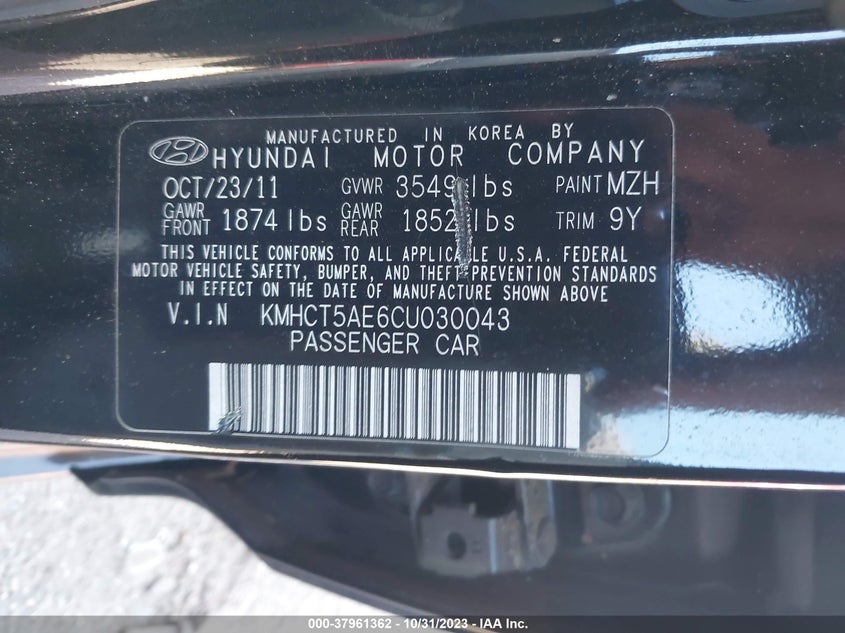 MANUFACTURED IN KOREA BY
HYUNDAI MOTOR COMPANY
OCT/23/11 GVWR 3549 lbs PAINT MZH
GAWR FRONT 1874 lbs GAWR REAR 1852 lbs TRIM 9Y
THIS VEHICLE CONFORMS TO ALL APPLICABLE U.S.A. FEDERAL
MOTOR VEHICLE SAFETY, BUMPER, AND THEFT PREVENTION STANDARDS
IN EFFECT ON THE DATE OF MANUFACTURE SHOWN ABOVE
V.I.N KMHCT5AE6CU030043
PASSENGER CAR
000-37961362 - 10/31/2023 - IAA Inc.